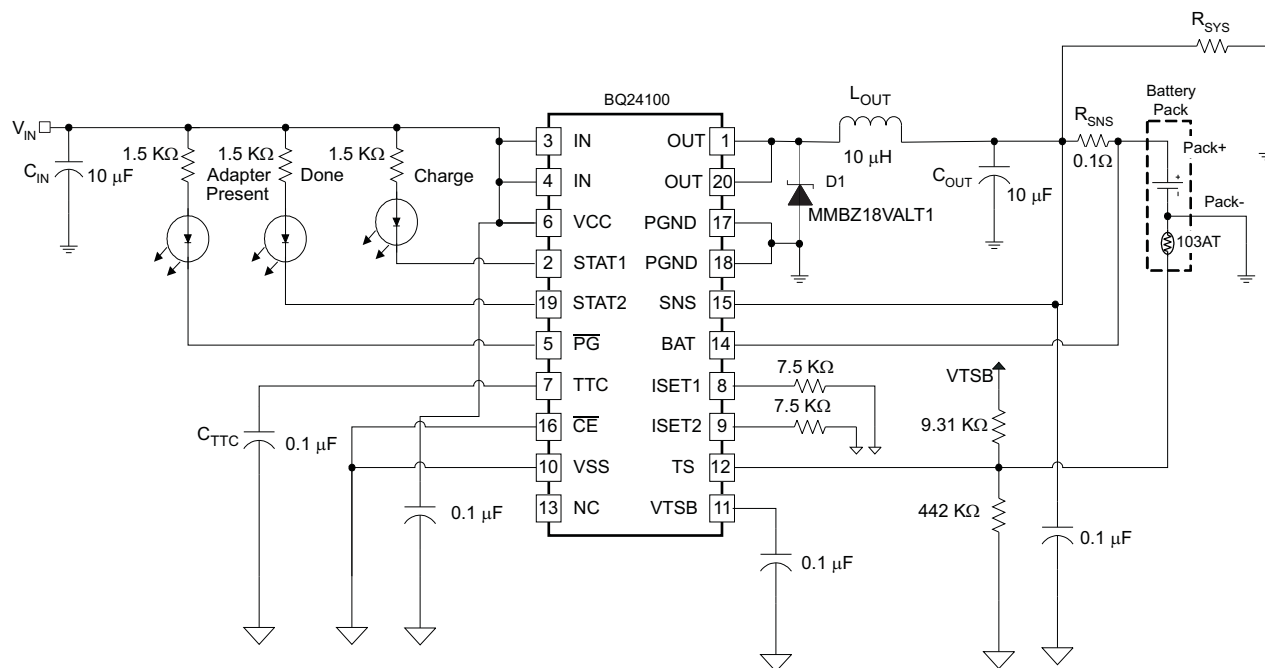 R_SYS
BQ24100
L_OUT
Battery
Pack
V_IN
R_SNS
3 IN
OUT 1
Pack+
1.5 KΩ
1.5 KΩ
1.5 KΩ
10 μH
0.1Ω
C_IN
10 μF
Adapter
Present
Done
Charge
4 IN
OUT 20
D1
C_OUT
10 μF
MMBZ18VALT1
Pack-
6 VCC
PGND 17
103AT
2 STAT1
PGND 18
19 STAT2
SNS 15
5 PG
BAT 14
7.5 KΩ
VTSB
7 TTC
ISET1 8
7.5 KΩ
C_TTC
0.1 μF
16 CE
ISET2 9
9.31 KΩ
10 VSS
TS 12
0.1 μF
13 NC
VTSB 11
442 KΩ
0.1 μF
0.1 μF